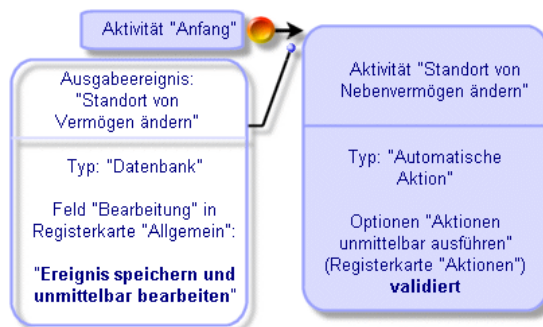 Aktivität "Anfang"
Ausgabeereignis:
"Standort von
Vermögen ändern"
Typ: "Datenbank"
Feld "Bearbeitung" in
Registerkarte "Allgemein":
"Ereignis speichern und
unmittelbar bearbeiten"
Aktivität "Standort von
Nebenvermögen ändern"
Typ: "Automatische
Aktion"
Optionen "Aktionen
unmittelbar ausführen"
(Registerkarte "Aktionen")
validiert